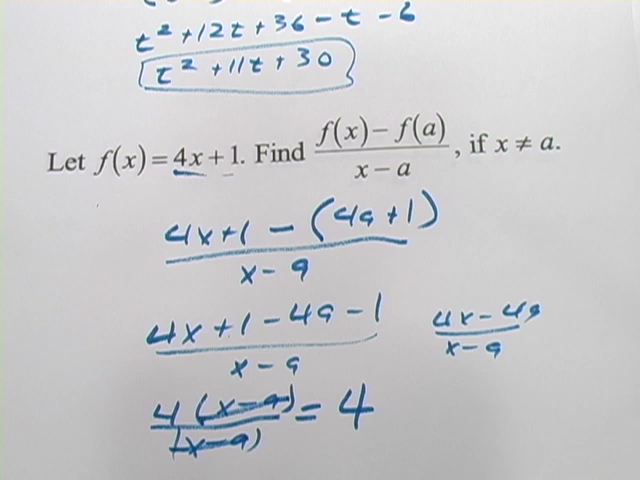 t² + 12t + 36 - t - 6
t² + 11t + 30
Let f(x) = 4x + 1. Find (f(x) - f(a))/(x - a), if x ≠ a.
(4x+1 - (4a+1))/(x - a)
(4x + 1 - 4a - 1)/(x - a)
(4x - 4a)/(x - a)
4(x-a)/(x-a) = 4